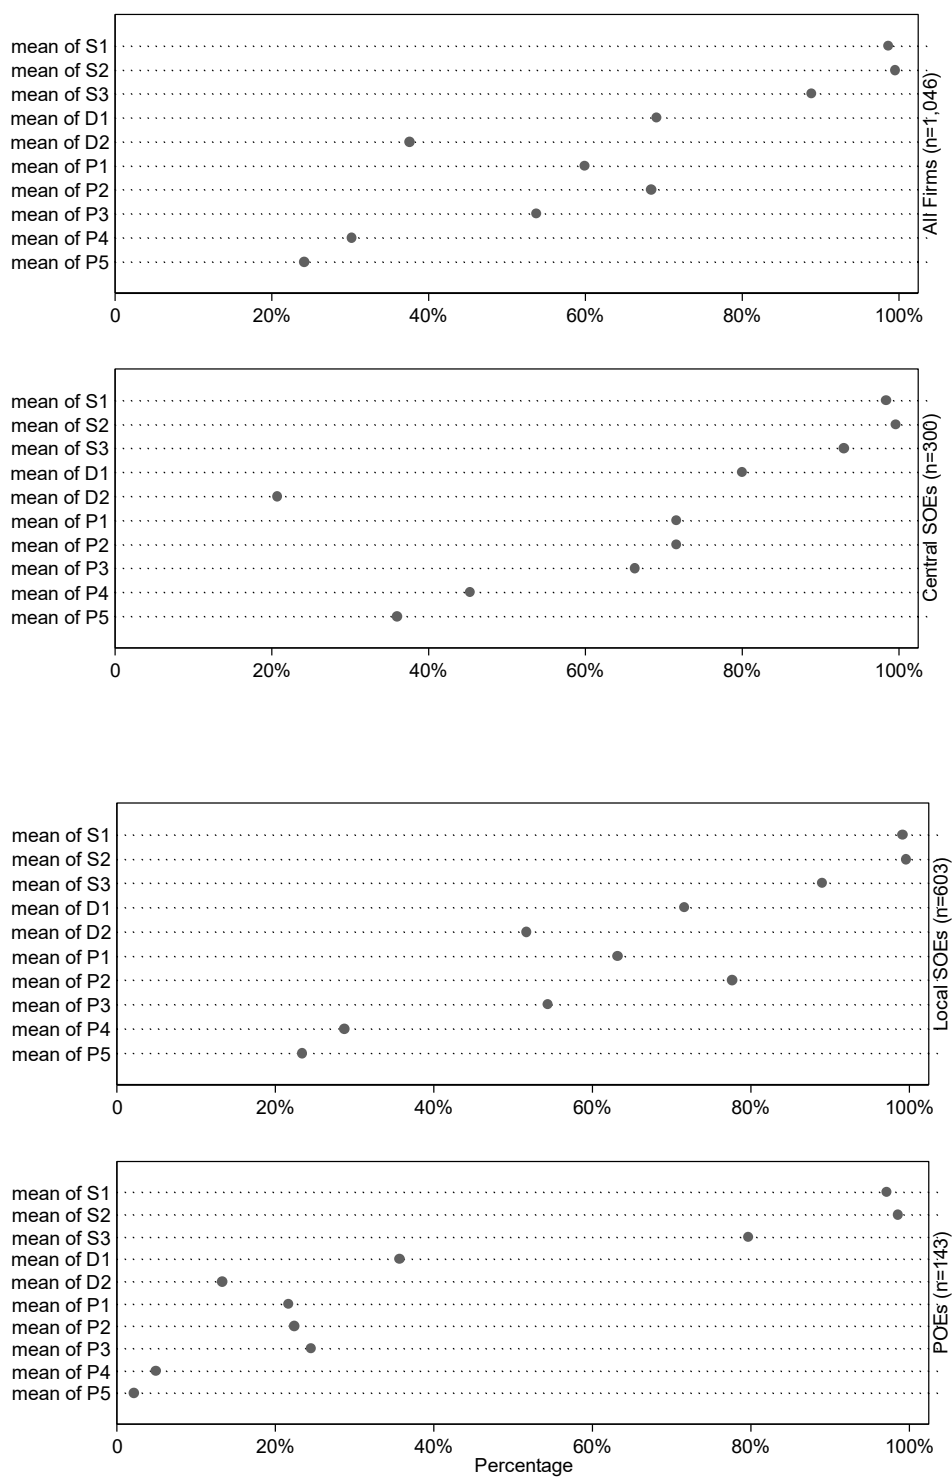 mean of S1
mean of S2
mean of S3
mean of D1
mean of D2
mean of P1
mean of P2
mean of P3
mean of P4
mean of P5
All Firms (n=1,046)
0 20% 40% 60% 80% 100%
mean of S1
mean of S2
mean of S3
mean of D1
mean of D2
mean of P1
mean of P2
mean of P3
mean of P4
mean of P5
Central SOEs (n=300)
0 20% 40% 60% 80% 100%
mean of S1
mean of S2
mean of S3
mean of D1
mean of D2
mean of P1
mean of P2
mean of P3
mean of P4
mean of P5
Local SOEs (n=603)
0 20% 40% 60% 80% 100%
mean of S1
mean of S2
mean of S3
mean of D1
mean of D2
mean of P1
mean of P2
mean of P3
mean of P4
mean of P5
POEs (n=143)
0 20% 40% 60% 80% 100%
Percentage